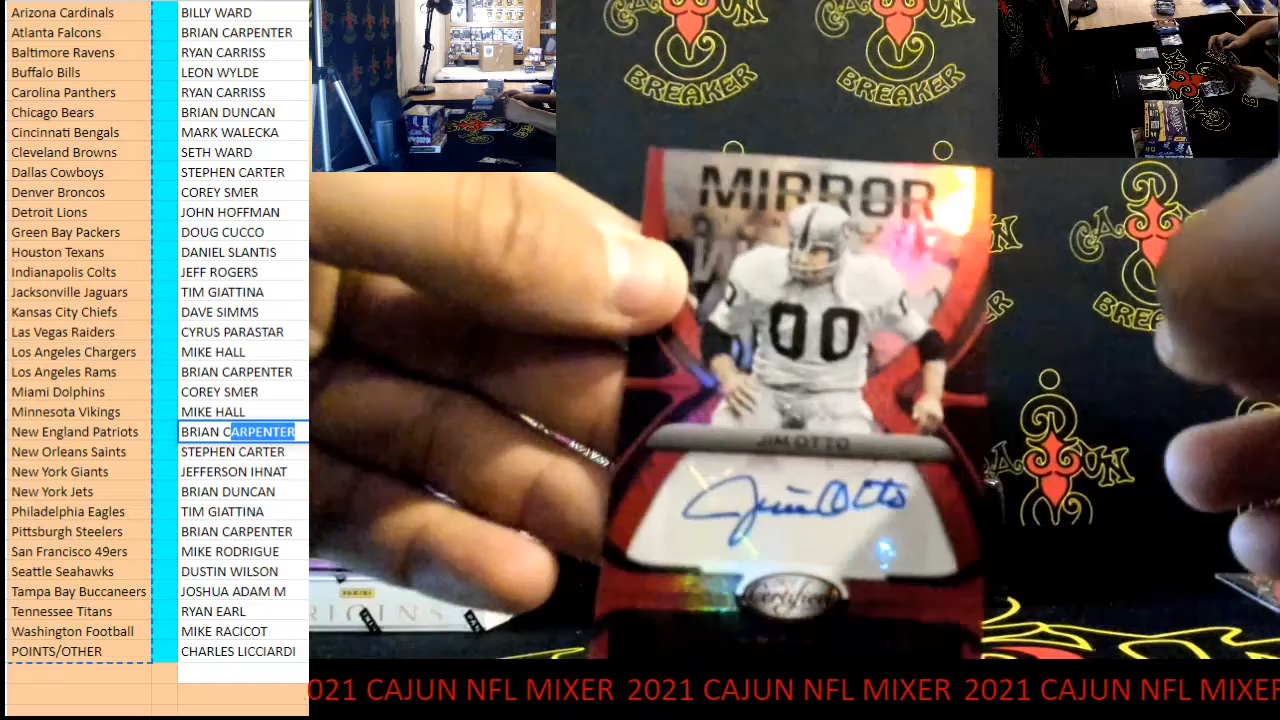 Arizona Cardinals BILLY WARD
Atlanta Falcons BRIAN CARPENTER
Baltimore Ravens RYAN CARRISS
Buffalo Bills LEON WYLDE
Carolina Panthers RYAN CARRISS
Chicago Bears BRIAN DUNCAN
Cincinnati Bengals MARK WALECKA
Cleveland Browns SETH WARD
Dallas Cowboys STEPHEN CARTER
Denver Broncos COREY SMER
Detroit Lions JOHN HOFFMAN
Green Bay Packers DOUG CUCCO
Houston Texans DANIEL SLANTIS
Indianapolis Colts JEFF ROGERS
Jacksonville Jaguars TIM GIATTINA
Kansas City Chiefs DAVE SIMMS
Las Vegas Raiders CYRUS PARASTAR
Los Angeles Chargers MIKE HALL
Los Angeles Rams BRIAN CARPENTER
Miami Dolphins COREY SMER
Minnesota Vikings MIKE HALL
New England Patriots BRIAN CARPENTER
New Orleans Saints STEPHEN CARTER
New York Giants JEFFERSON IHNAT
New York Jets BRIAN DUNCAN
Philadelphia Eagles TIM GIATTINA
Pittsburgh Steelers BRIAN CARPENTER
San Francisco 49ers MIKE RODRIGUE
Seattle Seahawks DUSTIN WILSON
Tampa Bay Buccaneers JOSHUA ADAM M
Tennessee Titans RYAN EARL
Washington Football MIKE RACICOT
POINTS/OTHER CHARLES LICCIARDI
BREAKER
BREAKER
MIRROR
00
JIM OTTO
Jim Otto
Certified
PANINI
ORIGINS
021 CAJUN NFL MIXER 2021 CAJUN NFL MIXER 2021 CAJUN NFL MIXER